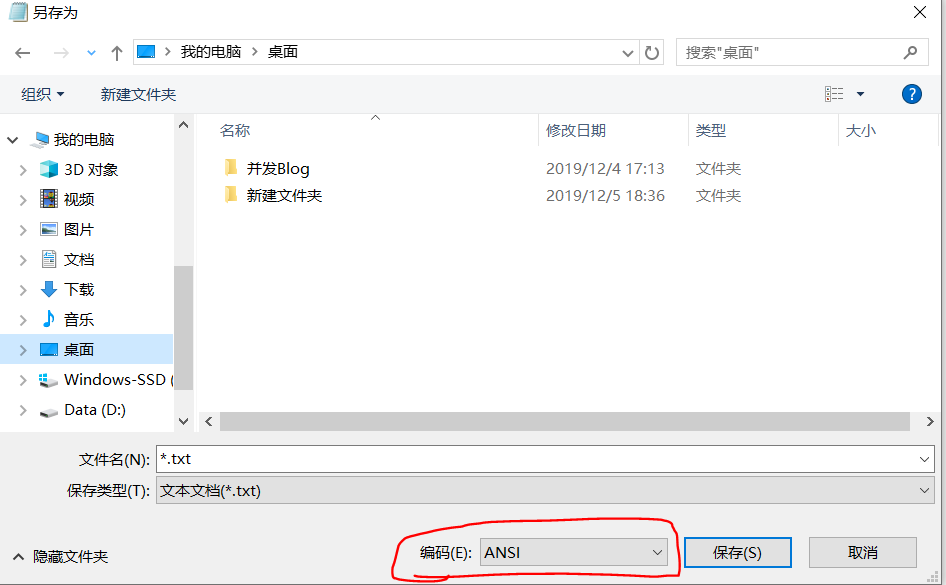 另存为
我的电脑 桌面
搜索"桌面"
组织 新建文件夹
名称 修改日期 类型 大小
我的电脑
3D 对象
视频
图片
文档
下载
音乐
桌面
Windows-SSD (
Data (D:)
并发Blog 2019/12/4 17:13 文件夹
新建文件夹 2019/12/5 18:36 文件夹
文件名(N): *.txt
保存类型(T): 文本文档(*.txt)
隐藏文件夹 编码(E): ANSI 保存(S) 取消